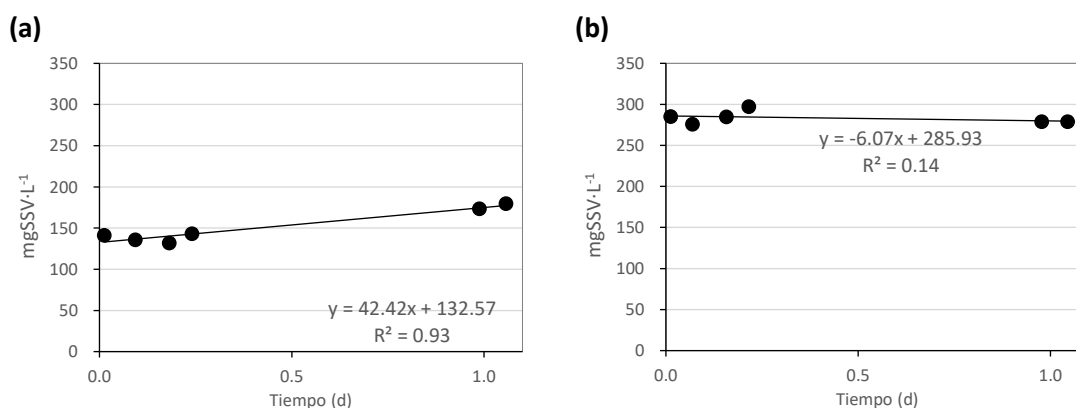 (a)
mgSSV·L⁻¹
350
300
250
200
150
100
50
0
y = 42.42x + 132.57
R² = 0.93
0.0 0.5 1.0
Tiempo (d)
(b)
mgSSV·L⁻¹
350
300
250
200
150
100
50
0
y = -6.07x + 285.93
R² = 0.14
0.0 0.5 1.0
Tiempo (d)